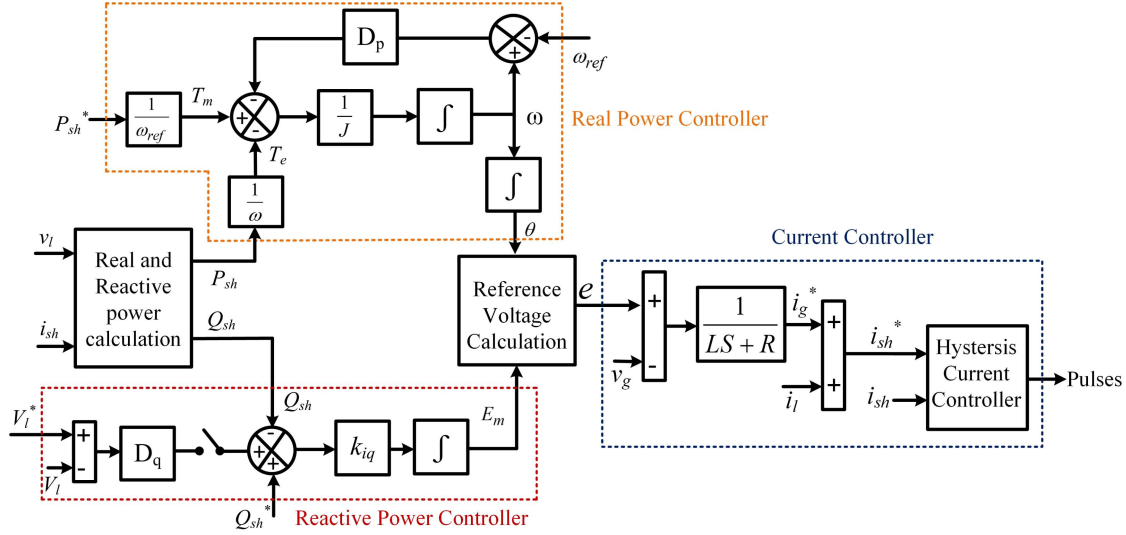 D_p
-
+
ω_ref
P_sh*
1/ω_ref
T_m
-
+
-
1/J
∫
ω
Real Power Controller
T_e
1/ω
∫
θ
v_l
i_sh
Real and
Reactive
power
calculation
P_sh
Q_sh
Reference
Voltage
Calculation
e
Current Controller
+
-
v_g
1/(LS + R)
i_g*
+
+
i_l
i_sh*
i_sh
Hystersis
Current
Controller
Pulses
V_l*
V_l
+
-
D_q
Q_sh
-
+
+
Q_sh*
k_iq
∫
E_m
Reactive Power Controller